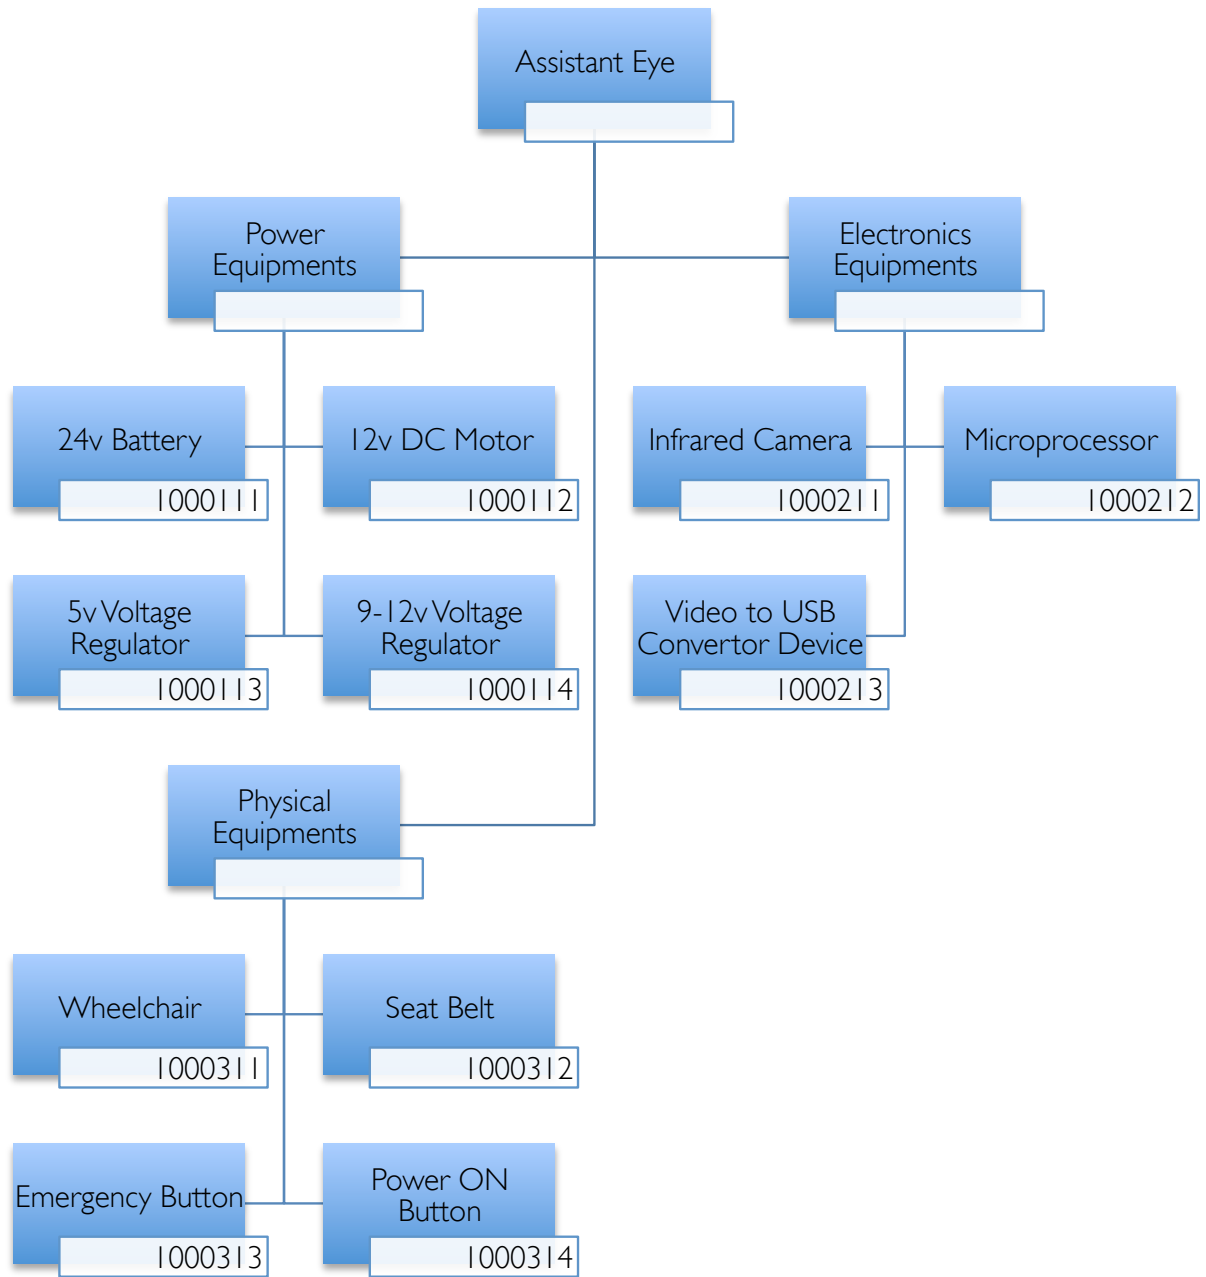 Assistant Eye
Power
Equipments
Electronics
Equipments
24v Battery
1000111
12v DC Motor
1000112
Infrared Camera
1000211
Microprocessor
1000212
5v Voltage
Regulator
1000113
9-12v Voltage
Regulator
1000114
Video to USB
Convertor Device
1000213
Physical
Equipments
Wheelchair
1000311
Seat Belt
1000312
Emergency Button
1000313
Power ON
Button
1000314